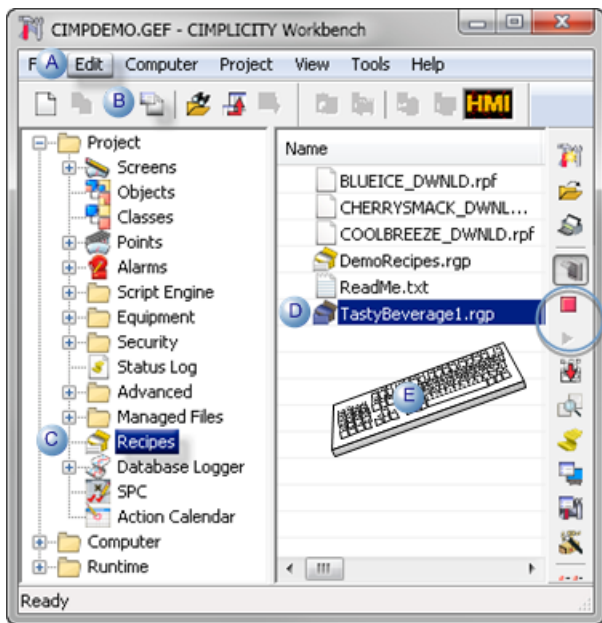 CIMPDEMO.GEF - CIMPLICITY Workbench
F A Edit Computer Project View Tools Help
B HMI
Project
Screens
Objects
Classes
Points
Alarms
Script Engine
Equipment
Security
Status Log
Advanced
Managed Files
C Recipes
Database Logger
SPC
Action Calendar
Computer
Runtime
Name
BLUEICE_DWNLD.rpf
CHERRYSMACK_DWNL...
COOLBREEZE_DWNLD.rpf
DemoRecipes.rgp
ReadMe.txt
D TastyBeverage1.rgp
E
Ready